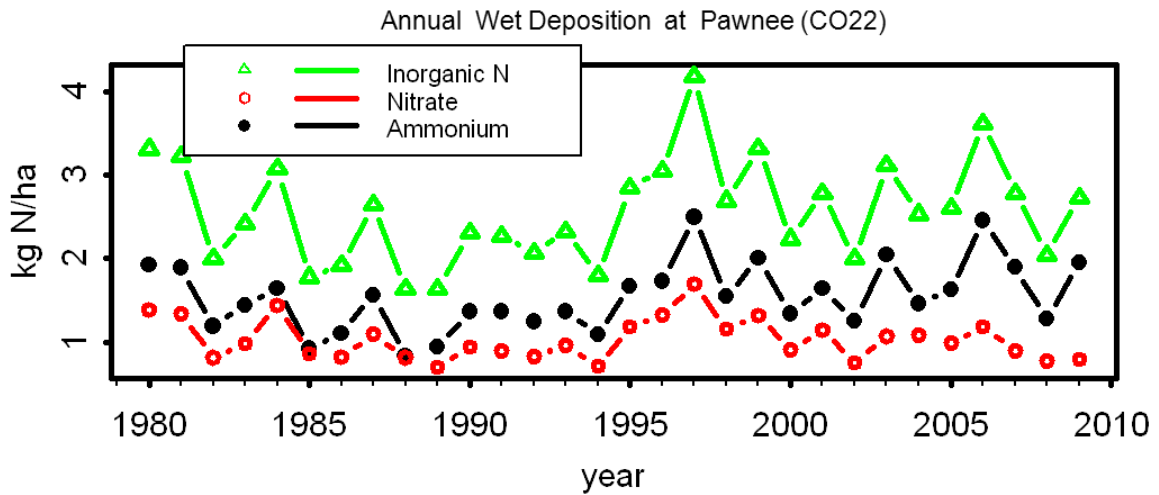 Annual Wet Deposition at Pawnee (CO22)
Inorganic N
Nitrate
Ammonium
kg N/ha
4
3
2
1
1980 1985 1990 1995 2000 2005 2010
year